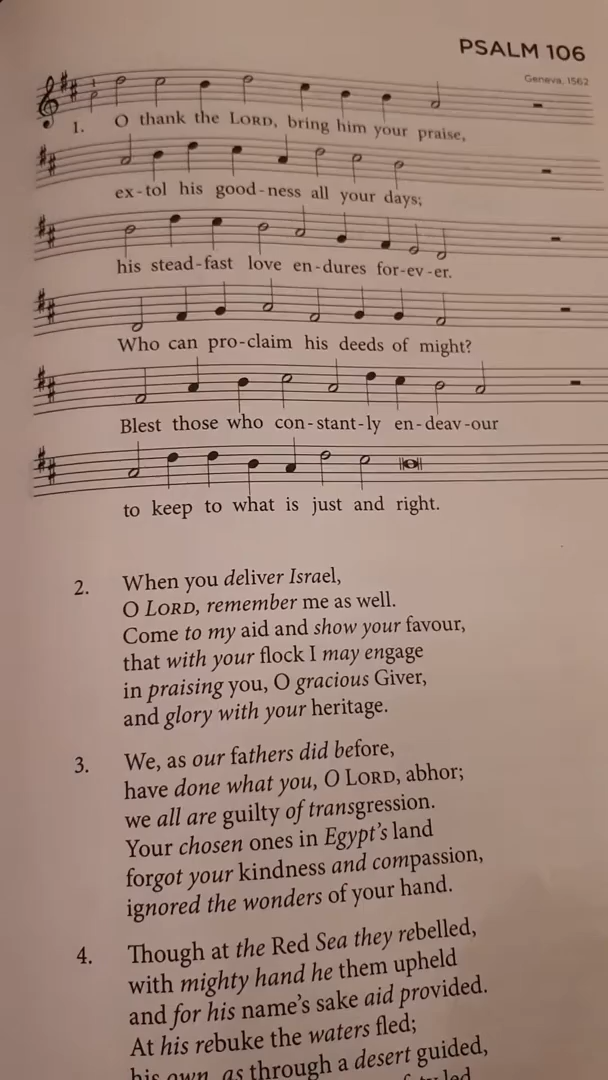 PSALM 106
Geneva, 1562
1. O thank the LORD, bring him your praise,
ex-tol his good-ness all your days;
his stead-fast love en-dures for-ev-er.
Who can pro-claim his deeds of might?
Blest those who con-stant-ly en-deav-our
to keep to what is just and right.
2. When you deliver Israel,
O LORD, remember me as well.
Come to my aid and show your favour,
that with your flock I may engage
in praising you, O gracious Giver,
and glory with your heritage.
3. We, as our fathers did before,
have done what you, O LORD, abhor;
we all are guilty of transgression.
Your chosen ones in Egypt's land
forgot your kindness and compassion,
ignored the wonders of your hand.
4. Though at the Red Sea they rebelled,
with mighty hand he them upheld
and for his name's sake aid provided.
At his rebuke the waters fled;
his own, as through a desert guided,
led